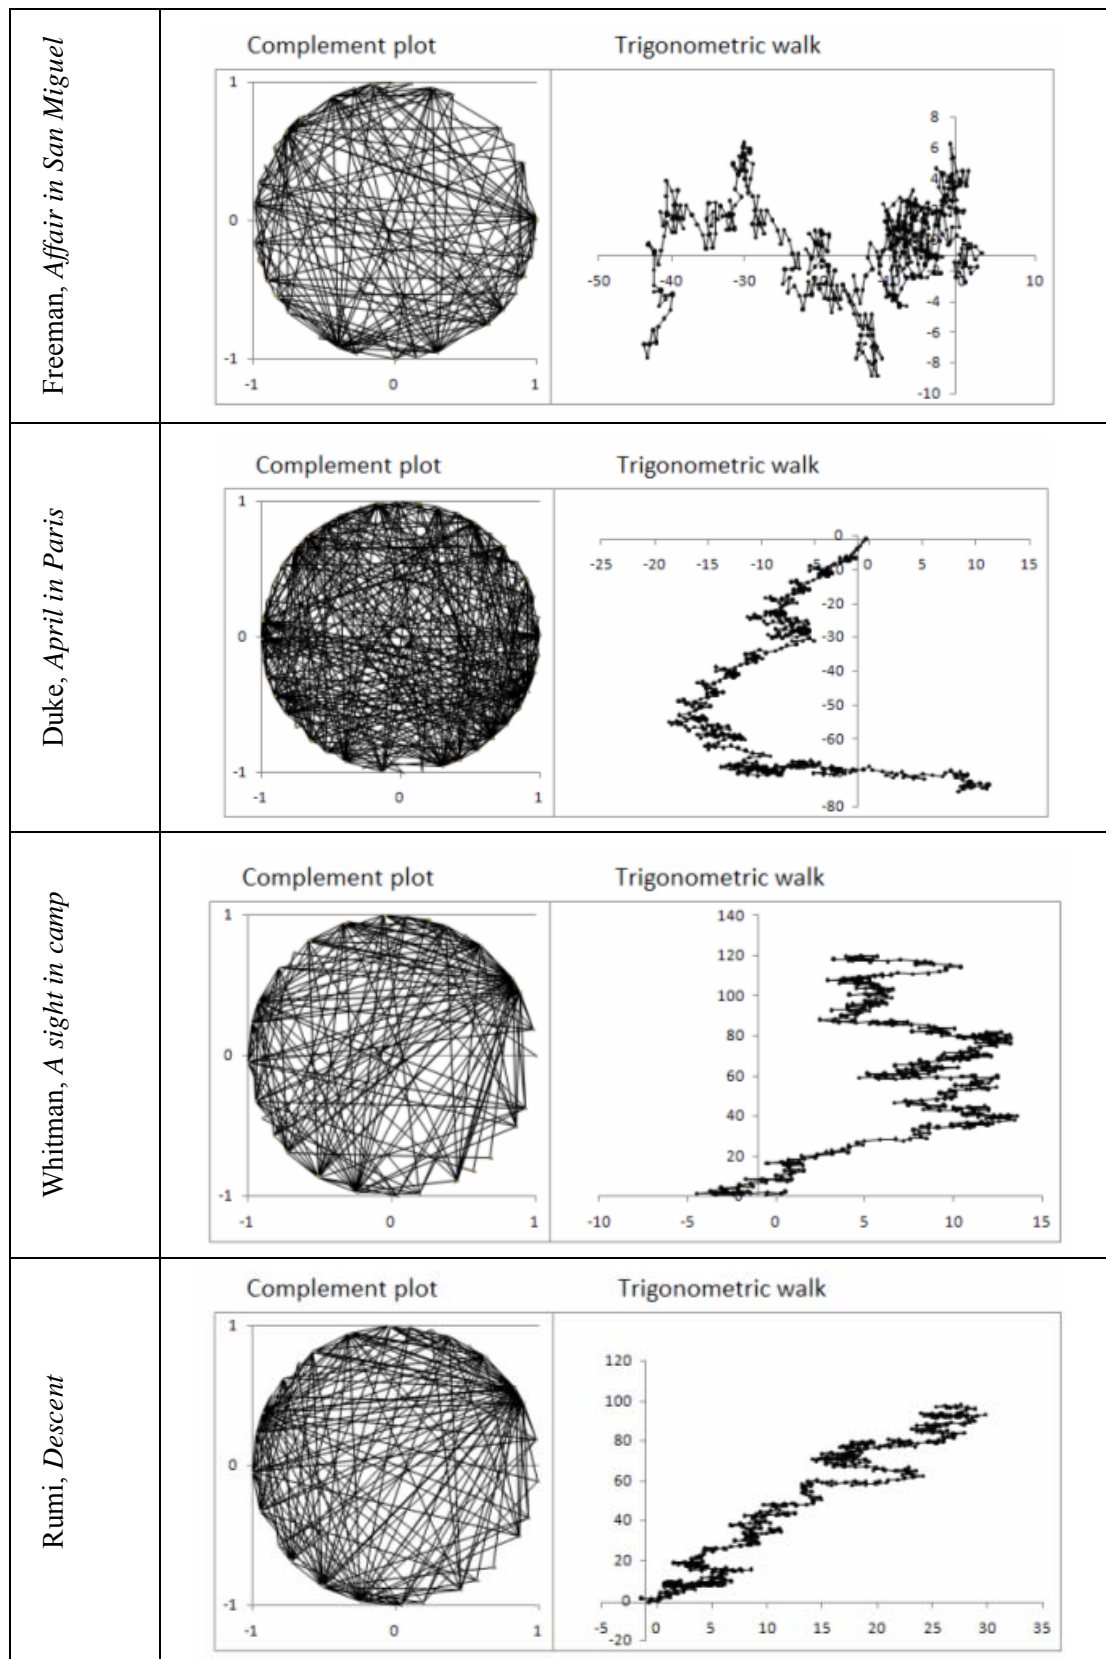 Freeman, Affair in San Miguel
Complement plot
Trigonometric walk
1
0
-1
-1 0 1
8
6
4
2
-50 -40 -30 10
-4
-6
-8
-10
Duke, April in Paris
Complement plot
Trigonometric walk
1
0
-1
-1 0 1
0
-25 -20 -15 -10 -5 0 5 10 15
-20
-30
-40
-50
-60
-80
Whitman, A sight in camp
Complement plot
Trigonometric walk
1
0
-1
-1 0 1
140
120
100
80
60
40
20
0
-10 -5 0 5 10 15
Rumi, Descent
Complement plot
Trigonometric walk
1
0
-1
-1 0 1
120
100
80
60
40
20
0
-20
-5 0 5 10 15 20 25 30 35